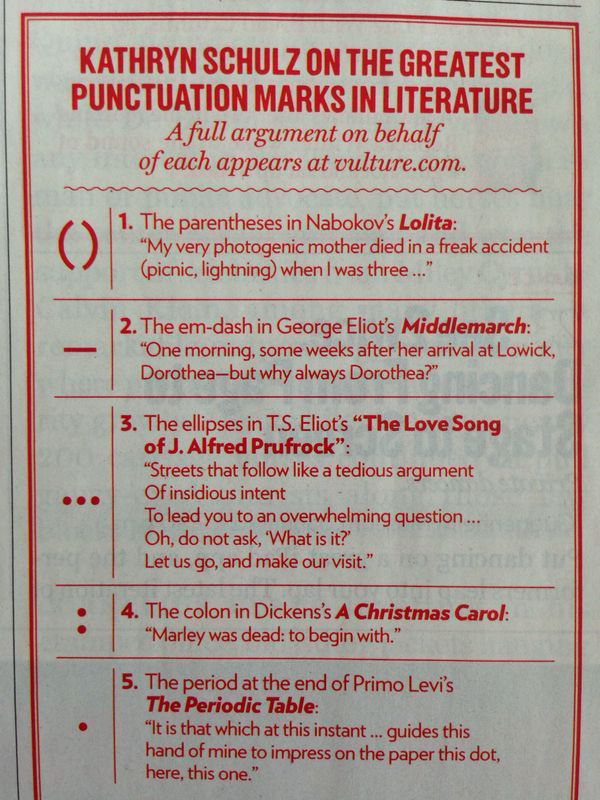 KATHRYN SCHULZ ON THE GREATEST
PUNCTUATION MARKS IN LITERATURE
A full argument on behalf
of each appears at vulture.com.
( ) 1. The parentheses in Nabokov's Lolita:
"My very photogenic mother died in a freak accident
(picnic, lightning) when I was three ..."
— 2. The em-dash in George Eliot's Middlemarch:
"One morning, some weeks after her arrival at Lowick,
Dorothea—but why always Dorothea?"
3. The ellipses in T.S. Eliot's "The Love Song
of J. Alfred Prufrock":
"Streets that follow like a tedious argument
Of insidious intent
... To lead you to an overwhelming question ...
Oh, do not ask, 'What is it?'
Let us go, and make our visit."
: 4. The colon in Dickens's A Christmas Carol:
"Marley was dead: to begin with."
5. The period at the end of Primo Levi's
The Periodic Table:
. "It is that which at this instant ... guides this
hand of mine to impress on the paper this dot,
here, this one."